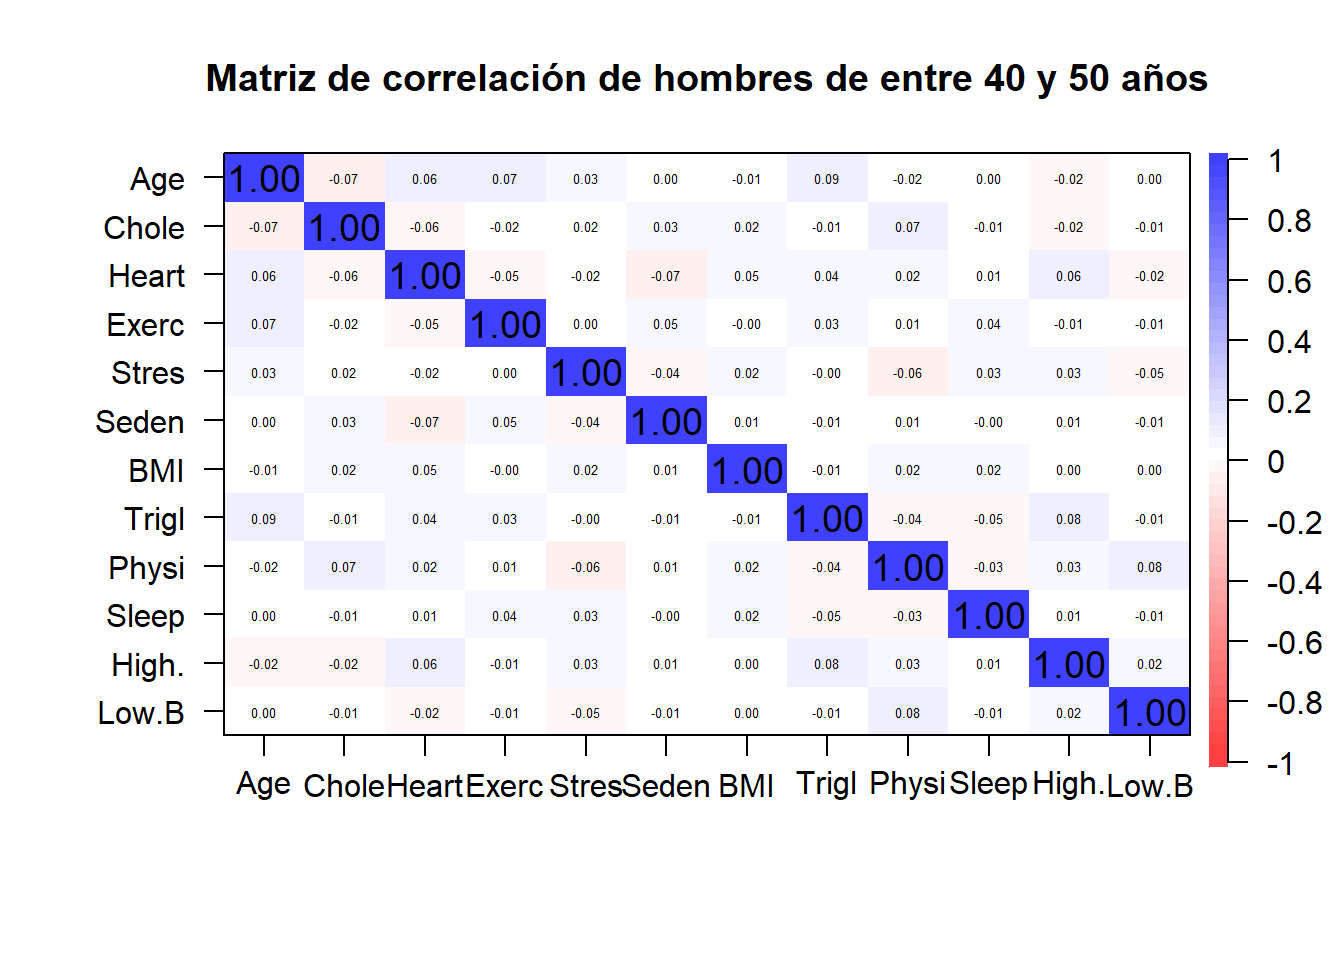 Matriz de correlación de hombres de entre 40 y 50 años
Age 1.00 -0.07 0.06 0.07 0.03 0.00 -0.01 0.09 -0.02 0.00 -0.02 0.00
Chole -0.07 1.00 -0.06 -0.02 0.02 0.03 0.02 -0.01 0.07 -0.01 -0.02 -0.01
Heart 0.06 -0.06 1.00 -0.05 -0.02 -0.07 0.05 0.04 0.02 0.01 0.06 -0.02
Exerc 0.07 -0.02 -0.05 1.00 0.00 0.05 -0.00 0.03 0.01 0.04 -0.01 -0.01
Stres 0.03 0.02 -0.02 0.00 1.00 -0.04 0.02 -0.00 -0.06 0.03 0.03 -0.05
Seden 0.00 0.03 -0.07 0.05 -0.04 1.00 0.01 -0.01 0.01 -0.00 0.01 -0.01
BMI -0.01 0.02 0.05 -0.00 0.02 0.01 1.00 -0.01 0.02 0.02 0.00 0.00
Trigl 0.09 -0.01 0.04 0.03 -0.00 -0.01 -0.01 1.00 -0.04 -0.05 0.08 -0.01
Physi -0.02 0.07 0.02 0.01 -0.06 0.01 0.02 -0.04 1.00 -0.03 0.03 0.08
Sleep 0.00 -0.01 0.01 0.04 0.03 -0.00 0.02 -0.05 -0.03 1.00 0.01 -0.01
High. -0.02 -0.02 0.06 -0.01 0.03 0.01 0.00 0.08 0.03 0.01 1.00 0.02
Low.B 0.00 -0.01 -0.02 -0.01 -0.05 -0.01 0.00 -0.01 0.08 -0.01 0.02 1.00
Age Chole Heart Exerc Stres Seden BMI Trigl Physi Sleep High. Low.B
1
0.8
0.6
0.4
0.2
0
-0.2
-0.4
-0.6
-0.8
-1